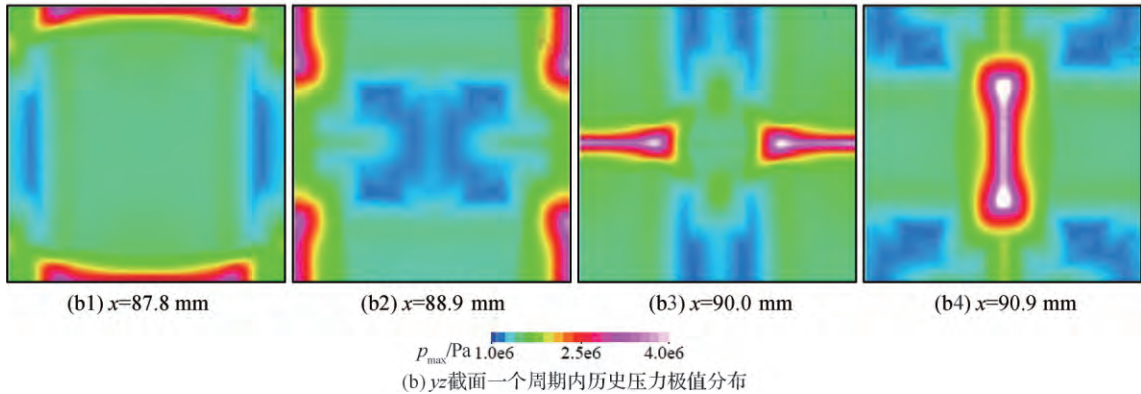 (b1) x=87.8 mm (b2) x=88.9 mm (b3) x=90.0 mm (b4) x=90.9 mm
p_max/Pa 1.0e6 2.5e6 4.0e6
(b) yz截面一个周期内历史压力极值分布